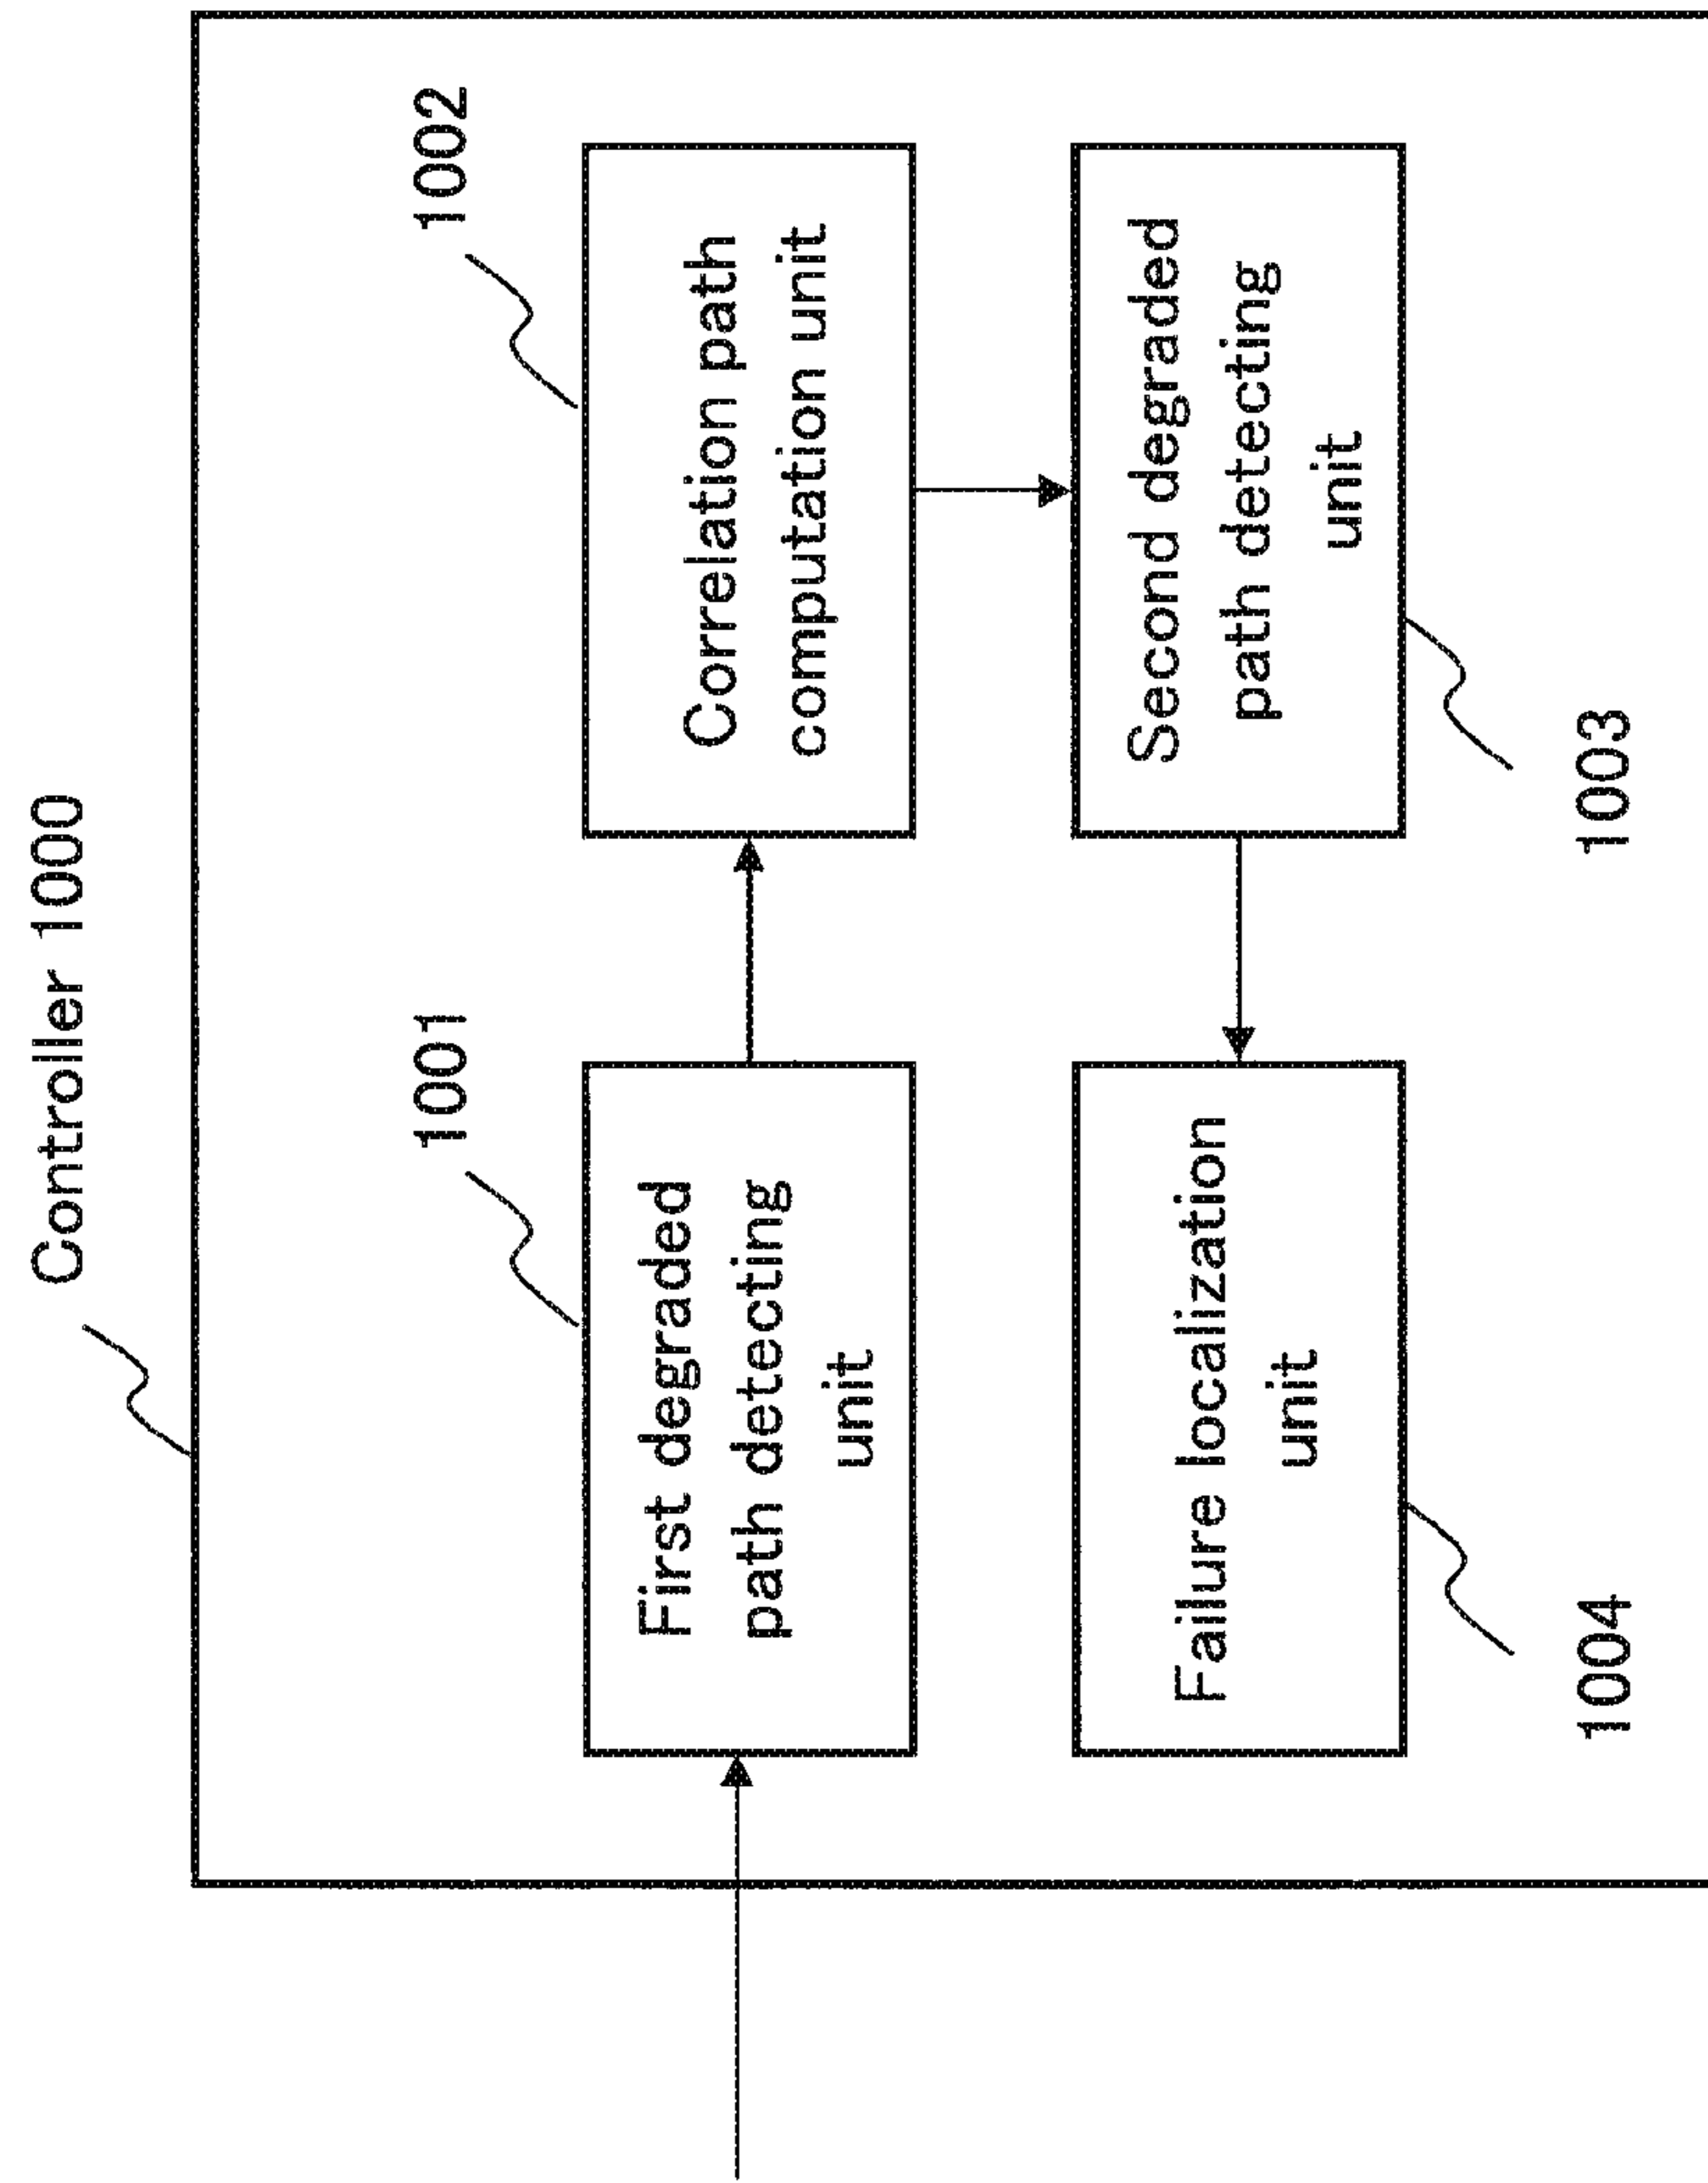 Controller 1000
1001
1002
First degraded
path detecting
unit
Correlation path
computation unit
Failure localization
unit
Second degraded
path detecting
unit
1004
1003